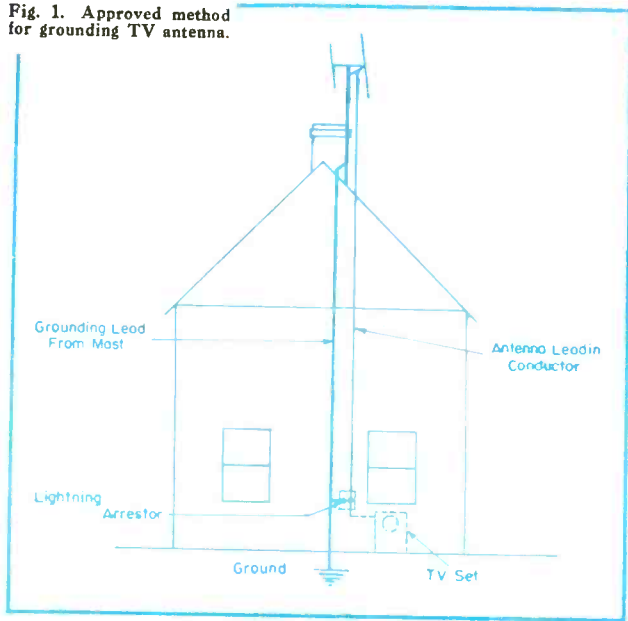 Fig. 1. Approved method
for grounding TV antenna.
Grounding Lead
From Mast
Antenna Leadin
Conductor
Lightning
Arrestor
Ground
TV Set